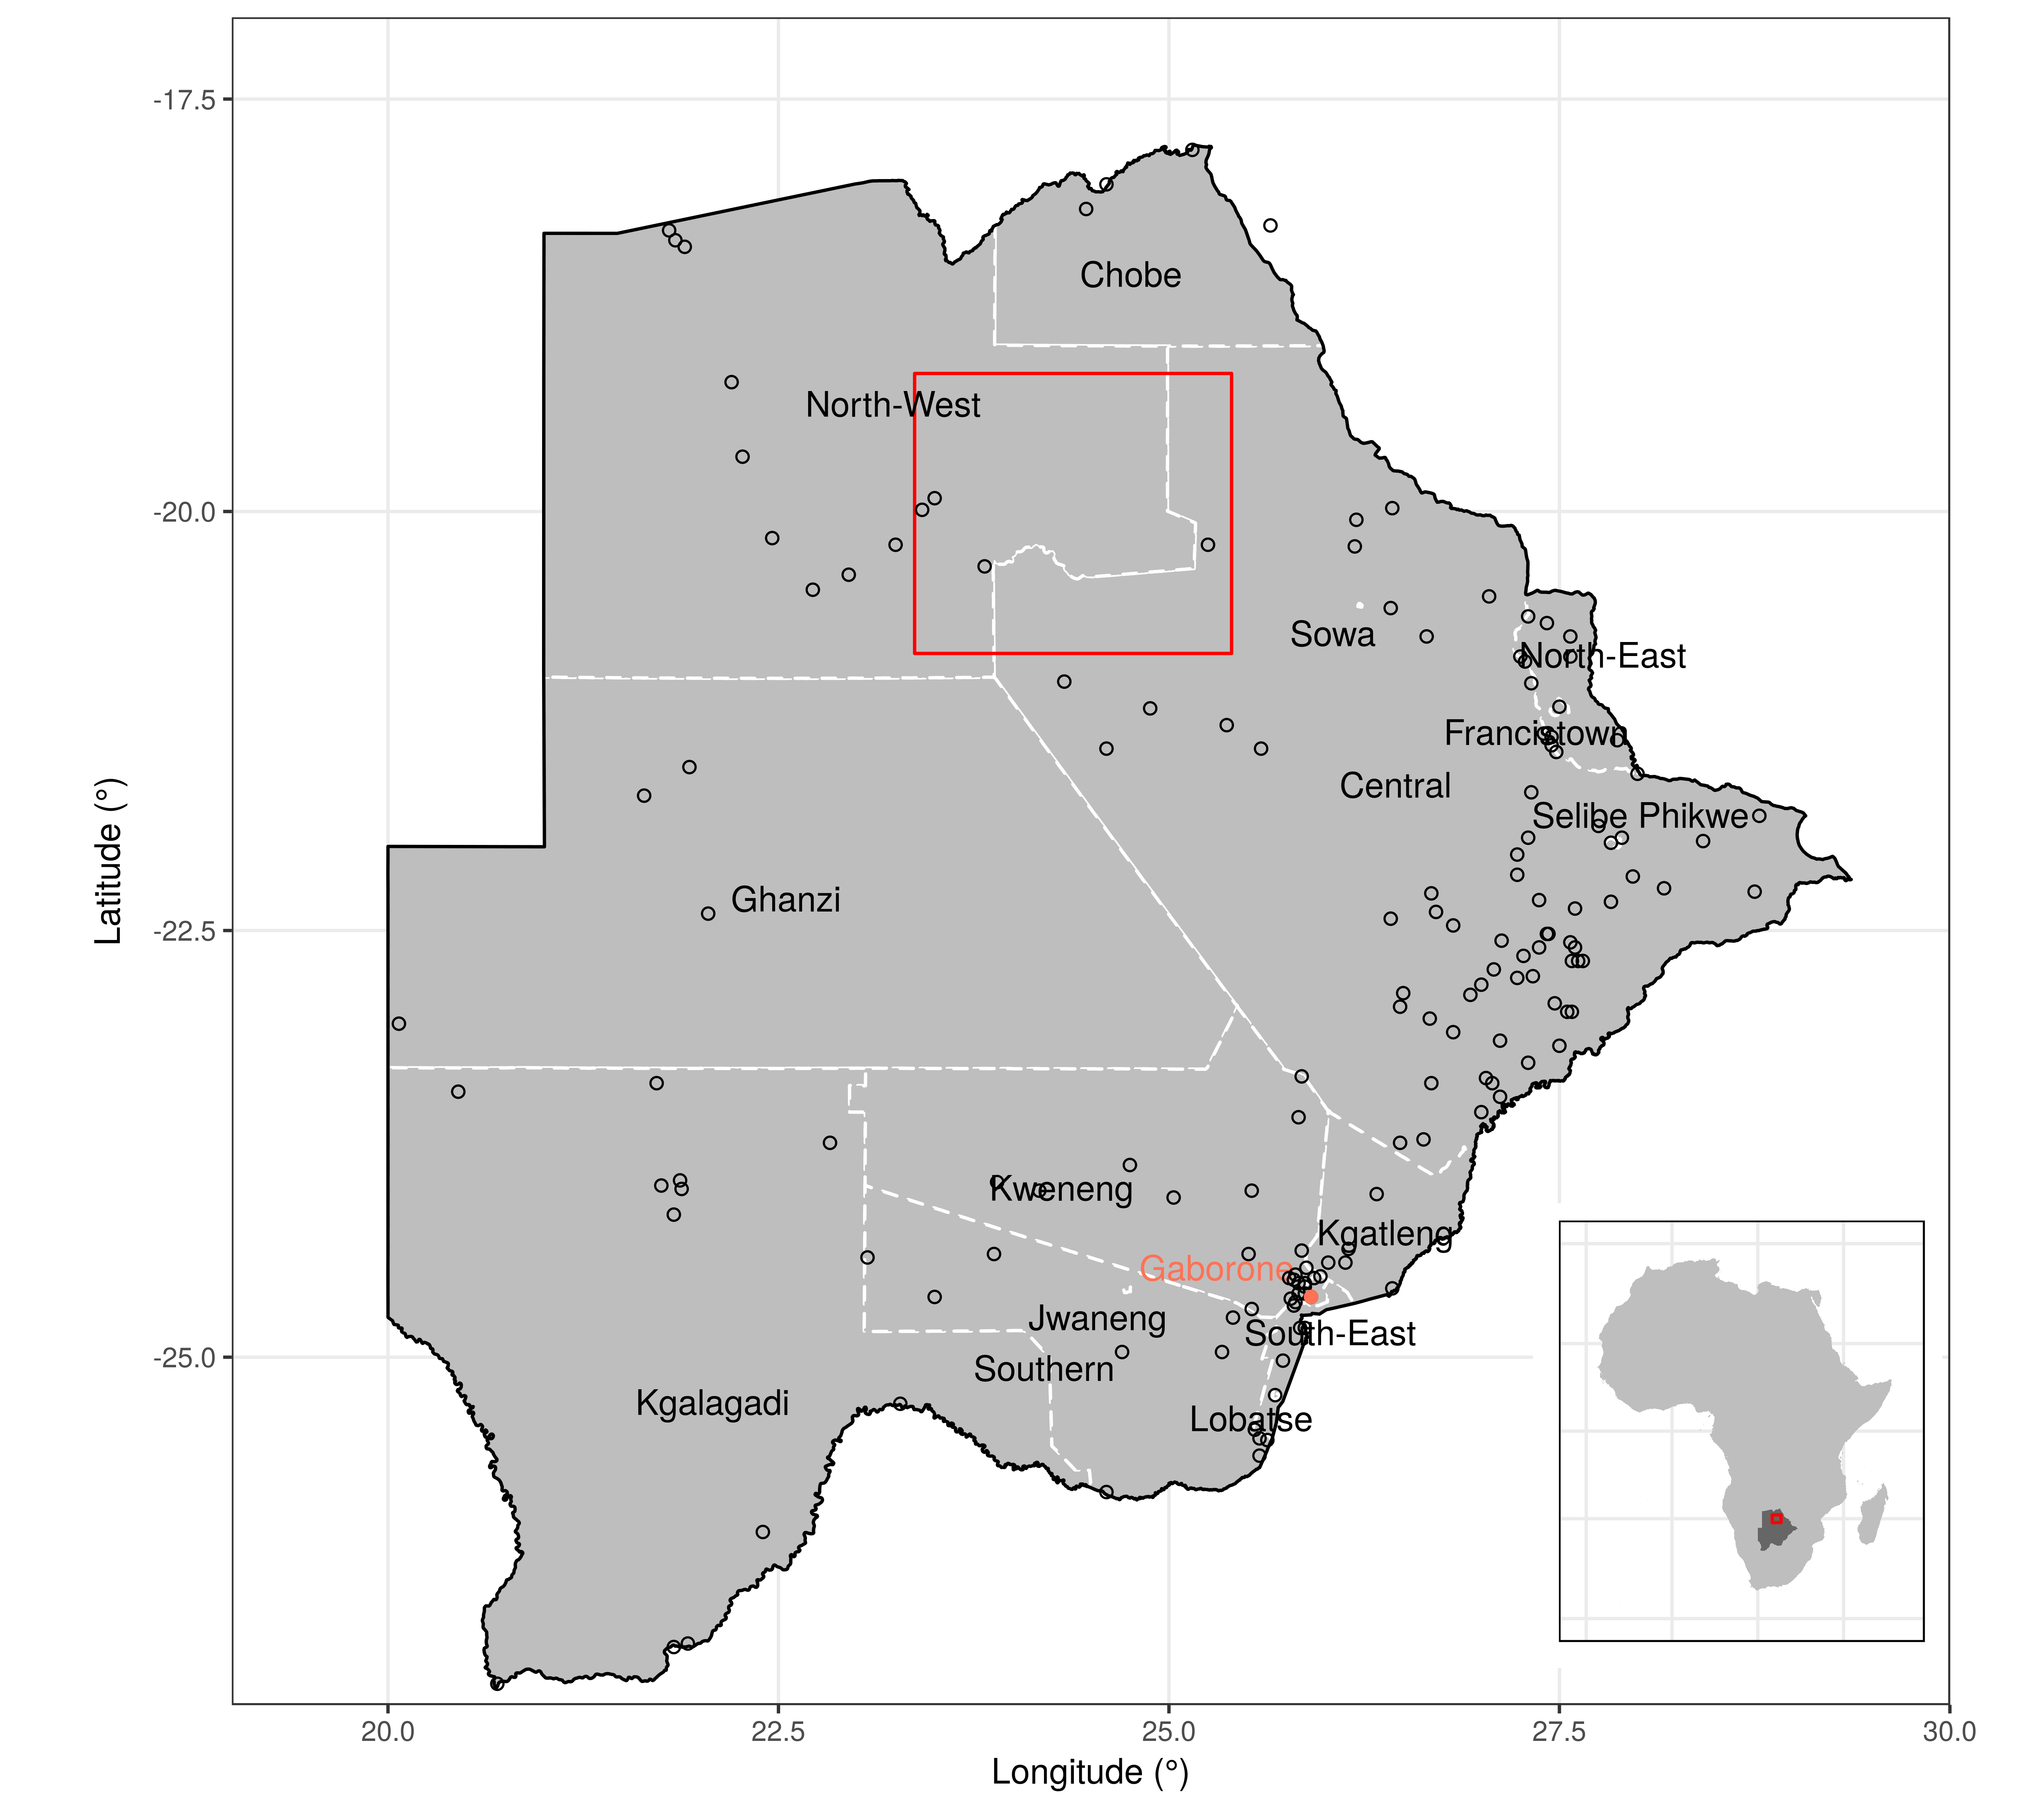 -17.5
Chobe
North-West
-20.0
Sowa
North-East
Francistown
Central
Selibe Phikwe
Ghanzi
-22.5
Kweneng
Kgatleng
Gaborone
Jwaneng
South-East
-25.0
Southern
Kgalagadi
Lobatse
Latitude (°)
20.0 22.5 25.0 27.5 30.0
Longitude (°)